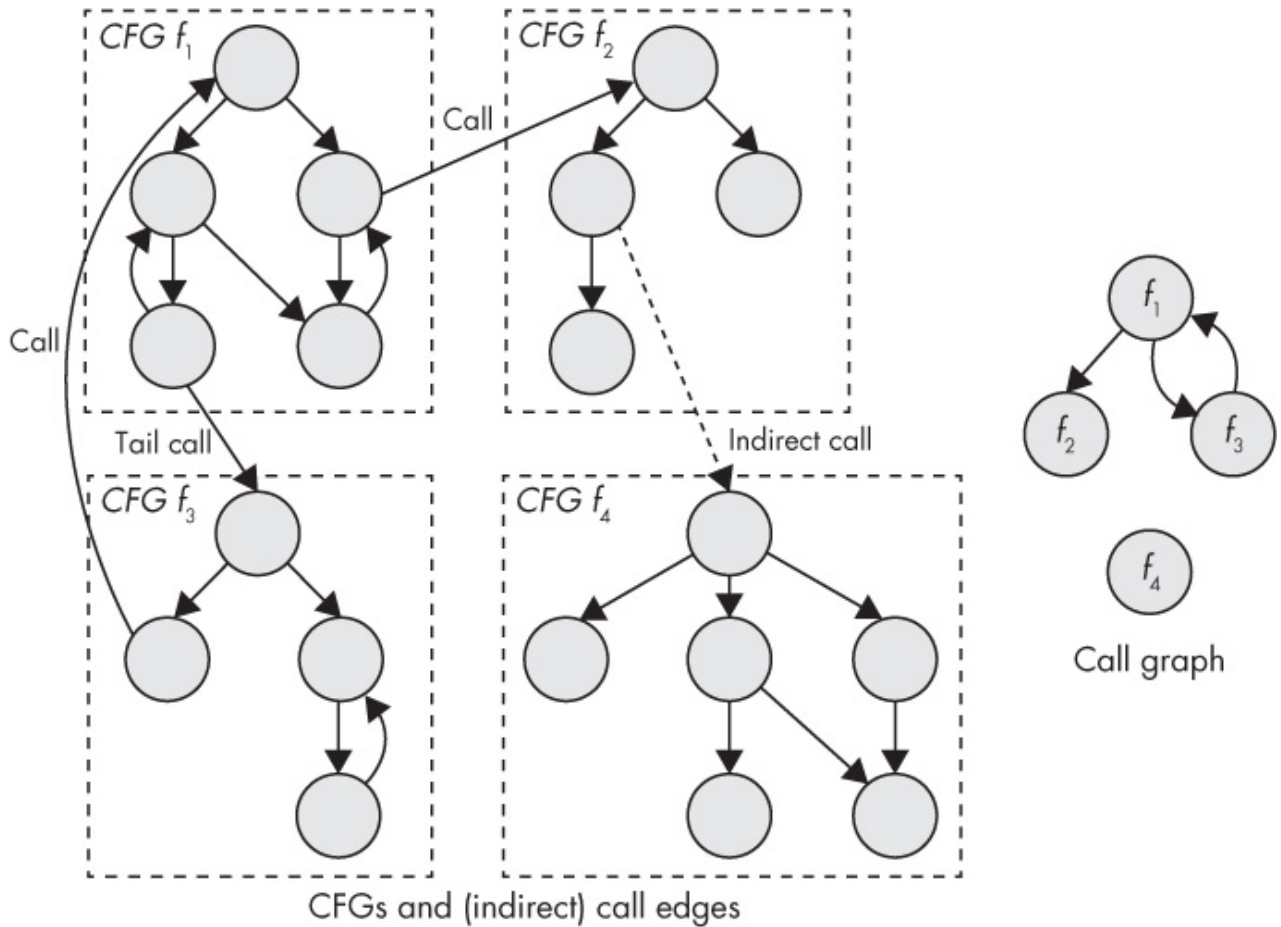 CFG f₁
CFG f₂
Call
Call
Tail call
Indirect call
CFG f₃
CFG f₄
CFGs and (indirect) call edges
f₁
f₂
f₃
f₄
Call graph